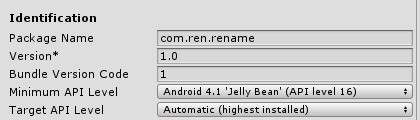 Identification
Package Name com.ren.rename
Version* 1.0
Bundle Version Code 1
Minimum API Level Android 4.1 'Jelly Bean' (API level 16)
Target API Level Automatic (highest installed)